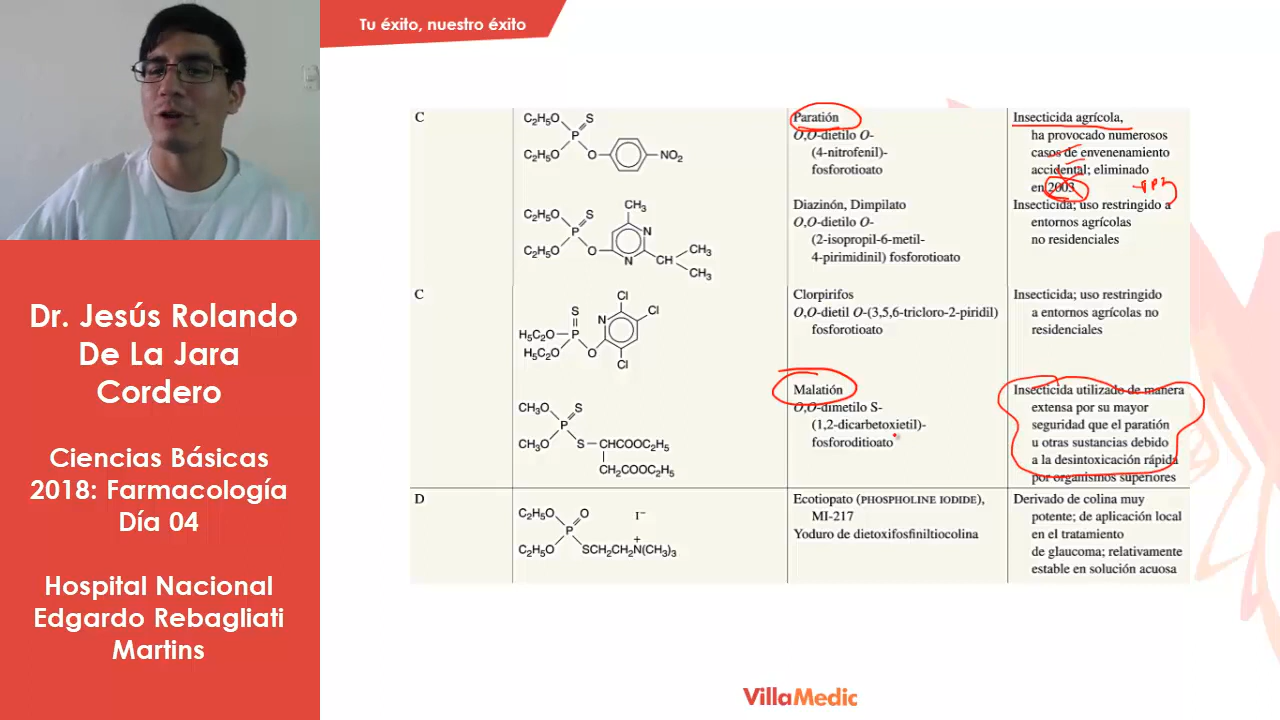 Tu éxito, nuestro éxito
Dr. Jesús Rolando
De La Jara
Cordero
Ciencias Básicas
2018: Farmacología
Día 04
Hospital Nacional
Edgardo Rebagliati
Martins
C
C₂H₅O
S
P
C₂H₅O
O
NO₂
Paratión
O,O-dietilo O-
(4-nitrofenil)-
fosforotioato
Insecticida agrícola,
ha provocado numerosos
casos de envenenamiento
accidental; eliminado
en 2003
C₂H₅O
S
P
C₂H₅O
O
CH₃
N
N
CH
CH₃
CH₃
Diazinón, Dimpilato
O,O-dietilo O-
(2-isopropil-6-metil-
4-pirimidinil) fosforotioato
Insecticida; uso restringido a
entornos agrícolas
no residenciales
C
S
H₅C₂O
P
H₅C₂O
O
N
Cl
Cl
Cl
Clorpirifos
O,O-dietil O-(3,5,6-tricloro-2-piridil)
fosforotioato
Insecticida; uso restringido
a entornos agrícolas no
residenciales
CH₃O
S
P
CH₃O
S
CHCOOC₂H₅
CH₂COOC₂H₅
Malatión
O,O-dimetilo S-
(1,2-dicarbetoxietil)-
fosforoditioato
Insecticida utilizado de manera
extensa por su mayor
seguridad que el paratión
u otras sustancias debido
a la desintoxicación rápida
por organismos superiores
D
C₂H₅O
O
P
C₂H₅O
SCH₂CH₂N(CH₃)₃
+
I⁻
Ecotiopato (PHOSPHOLINE IODIDE),
MI-217
Yoduro de dietoxifosfiniltiocolina
Derivado de colina muy
potente; de aplicación local
en el tratamiento
de glaucoma; relativamente
estable en solución acuosa
VillaMedic